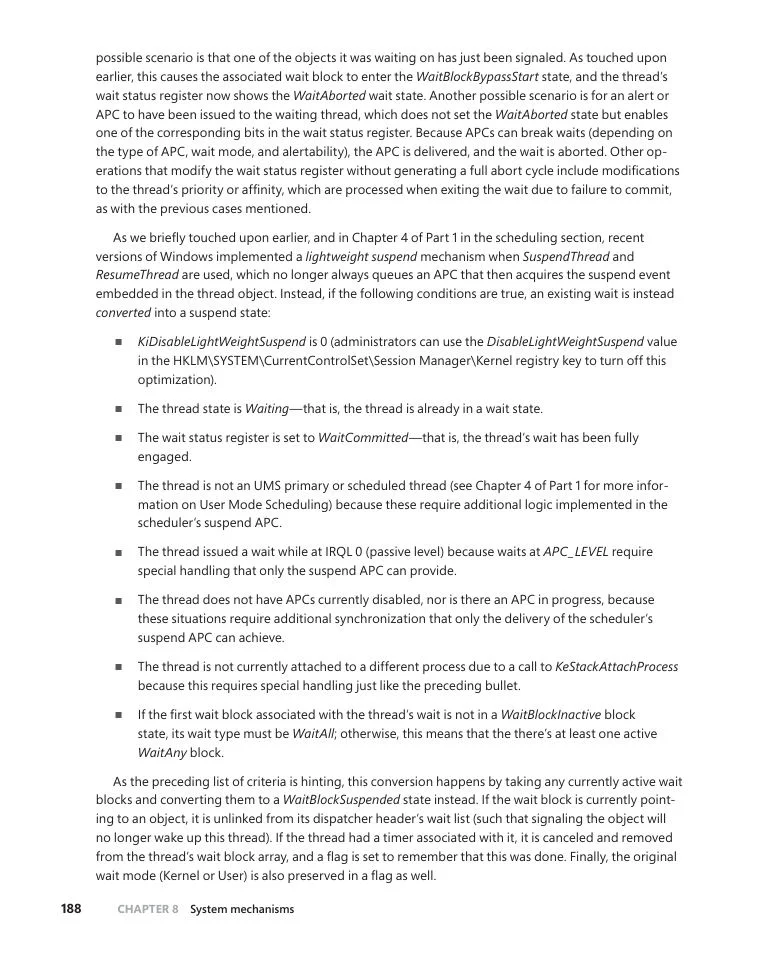 possible scenario is that one of the objects it was waiting on has just been signaled. As touched upon
earlier, this causes the associated wait block to enter the WaitBlockBypassStart state, and the thread’s
wait status register now shows the WaitAborted wait state. Another possible scenario is for an alert or
APC to have been issued to the waiting thread, which does not set the WaitAborted state but enables
one of the corresponding bits in the wait status register. Because APCs can break waits (depending on
the type of APC, wait mode, and alertability), the APC is delivered, and the wait is aborted. Other op-
erations that modify the wait status register without generating a full abort cycle include modifications
to the thread’s priority or affinity, which are processed when exiting the wait due to failure to commit,
as with the previous cases mentioned.
As we briefly touched upon earlier, and in Chapter 4 of Part 1 in the scheduling section, recent
versions of Windows implemented a lightweight suspend mechanism when SuspendThread and
ResumeThread are used, which no longer always queues an APC that then acquires the suspend event
embedded in the thread object. Instead, if the following conditions are true, an existing wait is instead
converted into a suspend state:
■ KiDisableLightWeightSuspend is 0 (administrators can use the DisableLightWeightSuspend value
in the HKLM\SYSTEM\CurrentControlSet\Session Manager\Kernel registry key to turn off this
optimization).
■ The thread state is Waiting—that is, the thread is already in a wait state.
■ The wait status register is set to WaitCommitted—that is, the thread’s wait has been fully
engaged.
■ The thread is not an UMS primary or scheduled thread (see Chapter 4 of Part 1 for more infor-
mation on User Mode Scheduling) because these require additional logic implemented in the
scheduler’s suspend APC.
■ The thread issued a wait while at IRQL 0 (passive level) because waits at APC_LEVEL require
special handling that only the suspend APC can provide.
■ The thread does not have APCs currently disabled, nor is there an APC in progress, because
these situations require additional synchronization that only the delivery of the scheduler’s
suspend APC can achieve.
■ The thread is not currently attached to a different process due to a call to KeStackAttachProcess
because this requires special handling just like the preceding bullet.
■ If the first wait block associated with the thread’s wait is not in a WaitBlockInactive block
state, its wait type must be WaitAll; otherwise, this means that the there’s at least one active
WaitAny block.
As the preceding list of criteria is hinting, this conversion happens by taking any currently active wait
blocks and converting them to a WaitBlockSuspended state instead. If the wait block is currently point-
ing to an object, it is unlinked from its dispatcher header’s wait list (such that signaling the object will
no longer wake up this thread). If the thread had a timer associated with it, it is canceled and removed
from the thread’s wait block array, and a flag is set to remember that this was done. Finally, the original
wait mode (Kernel or User) is also preserved in a flag as well.
188 CHAPTER 8 System mechanisms